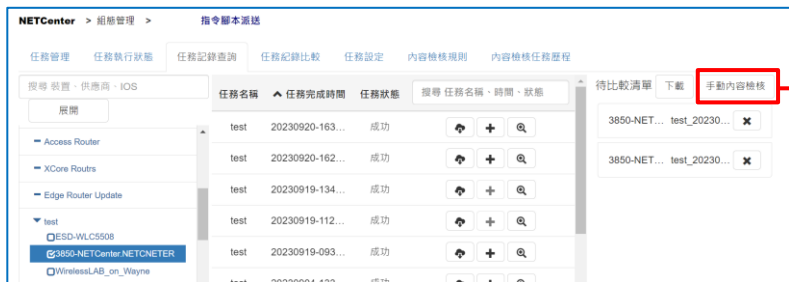 NETCenter > 組態管理 > 指令腳本派送
任務管理 任務執行狀態 任務記錄查詢 任務紀錄比較 任務設定 內容檢核規則 內容檢核任務歷程
搜尋 裝置、供應商、IOS
展開
Access Router
XCore Routrs
Edge Router Update
test
ESD-WLC5508
3850-NETCenter.NETCNETER
WirelessLAB_on_Wayne
任務名稱 任務完成時間 任務狀態 搜尋 任務名稱、時間、狀態
test 20230920-163... 成功
test 20230920-162... 成功
test 20230919-134... 成功
test 20230919-112... 成功
test 20230919-093... 成功
待比較清單 下載 手動內容檢核
3850-NET... test_20230...
3850-NET... test_20230...